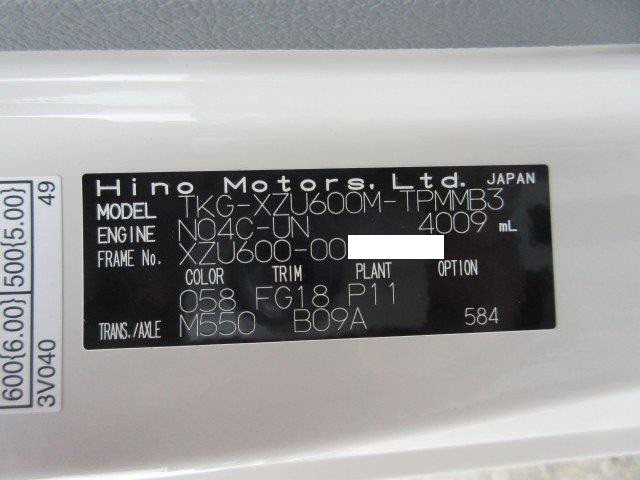 Hino Motors, Ltd. JAPAN
MODEL TKG-XZU600M-TPMMB3
ENGINE N04C-UN 4009 mL
FRAME No. XZU600-00
COLOR TRIM PLANT OPTION
058 FG18 P11
TRANS./AXLE M550 B09A 584
600{6.00} 500{5.00}
3V040 49